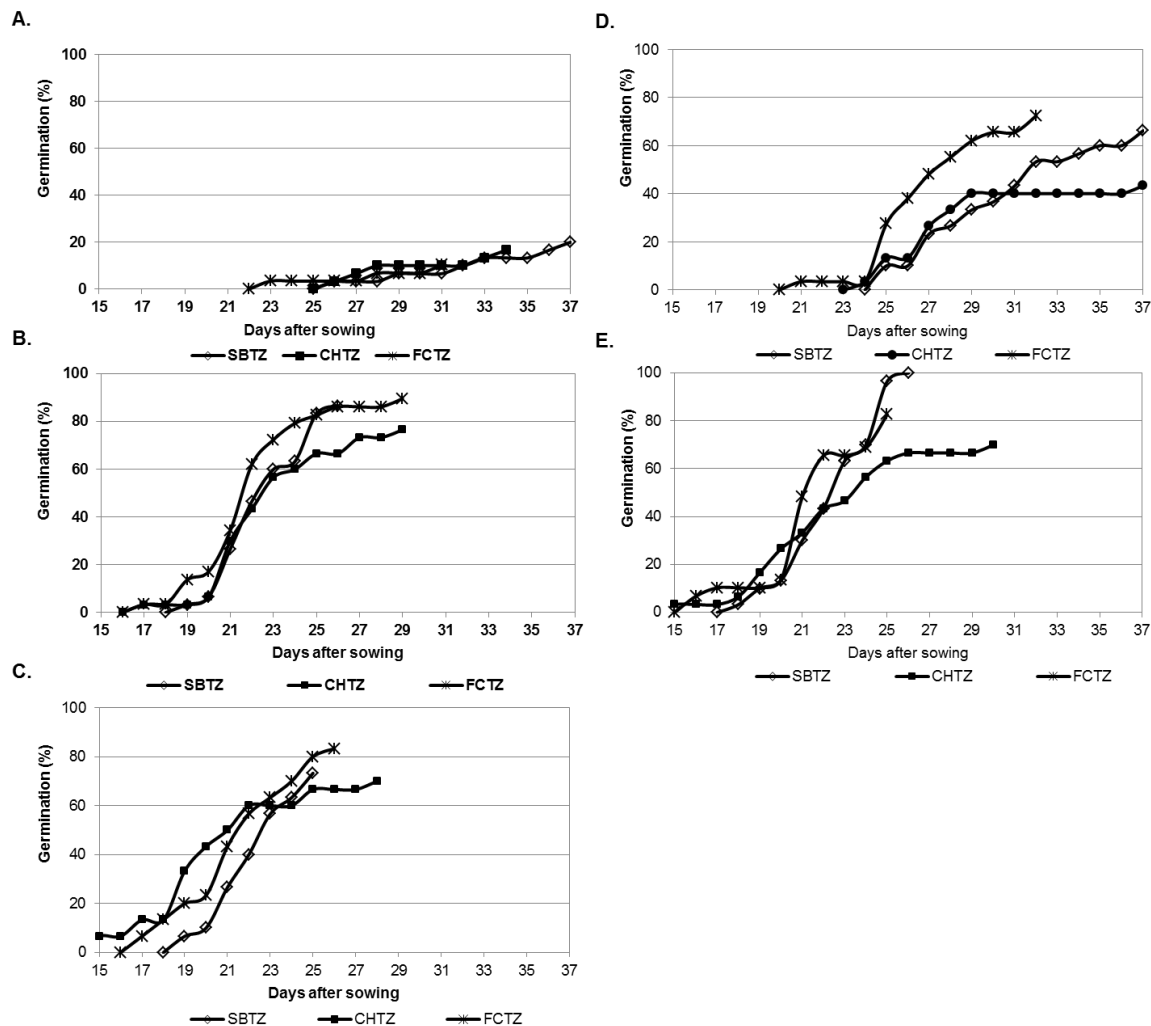 A.
Germination (%)
100
80
60
40
20
0
15 17 19 21 23 25 27 29 31 33 35 37
Days after sowing
SBTZ CHTZ FCTZ
B.
Germination (%)
100
80
60
40
20
0
15 17 19 21 23 25 27 29 31 33 35 37
Days after sowing
SBTZ CHTZ FCTZ
C.
Germination (%)
100
80
60
40
20
0
15 17 19 21 23 25 27 29 31 33 35 37
Days after sowing
SBTZ CHTZ FCTZ
D.
Germination (%)
100
80
60
40
20
0
15 17 19 21 23 25 27 29 31 33 35 37
Days after sowing
SBTZ CHTZ FCTZ
E.
Germination (%)
100
80
60
40
20
0
15 17 19 21 23 25 27 29 31 33 35 37
Days after sowing
SBTZ CHTZ FCTZ